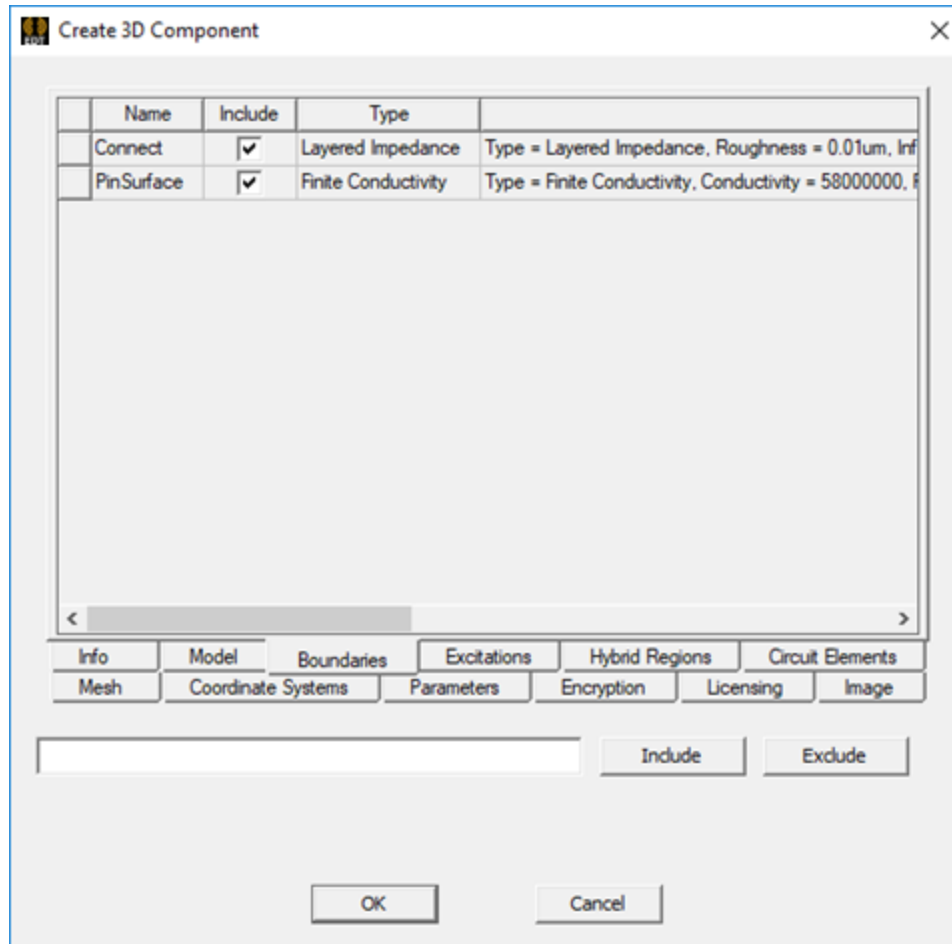 EDT
Create 3D Component
Name Include Type
Connect Layered Impedance Type = Layered Impedance, Roughness = 0.01um, Inf
PinSurface Finite Conductivity Type = Finite Conductivity, Conductivity = 58000000,
Info Model Boundaries Excitations Hybrid Regions Circuit Elements
Mesh Coordinate Systems Parameters Encryption Licensing Image
Include Exclude
OK Cancel